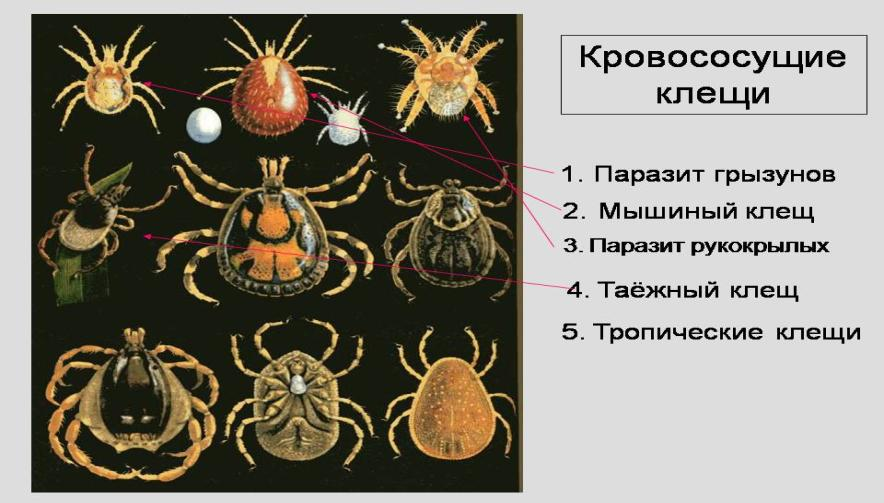 Кровососущие
клещи
1. Паразит грызунов
2. Мышиный клещ
3. Паразит рукокрылых
4. Таёжный клещ
5. Тропические клещи